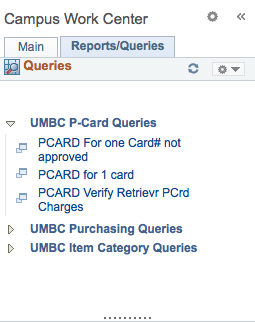 Campus Work Center
Main
Reports/Queries
Queries
UMBC P-Card Queries
PCARD For one Card# not
approved
PCARD for 1 card
PCARD Verify Retrievr PCrd
Charges
UMBC Purchasing Queries
UMBC Item Category Queries